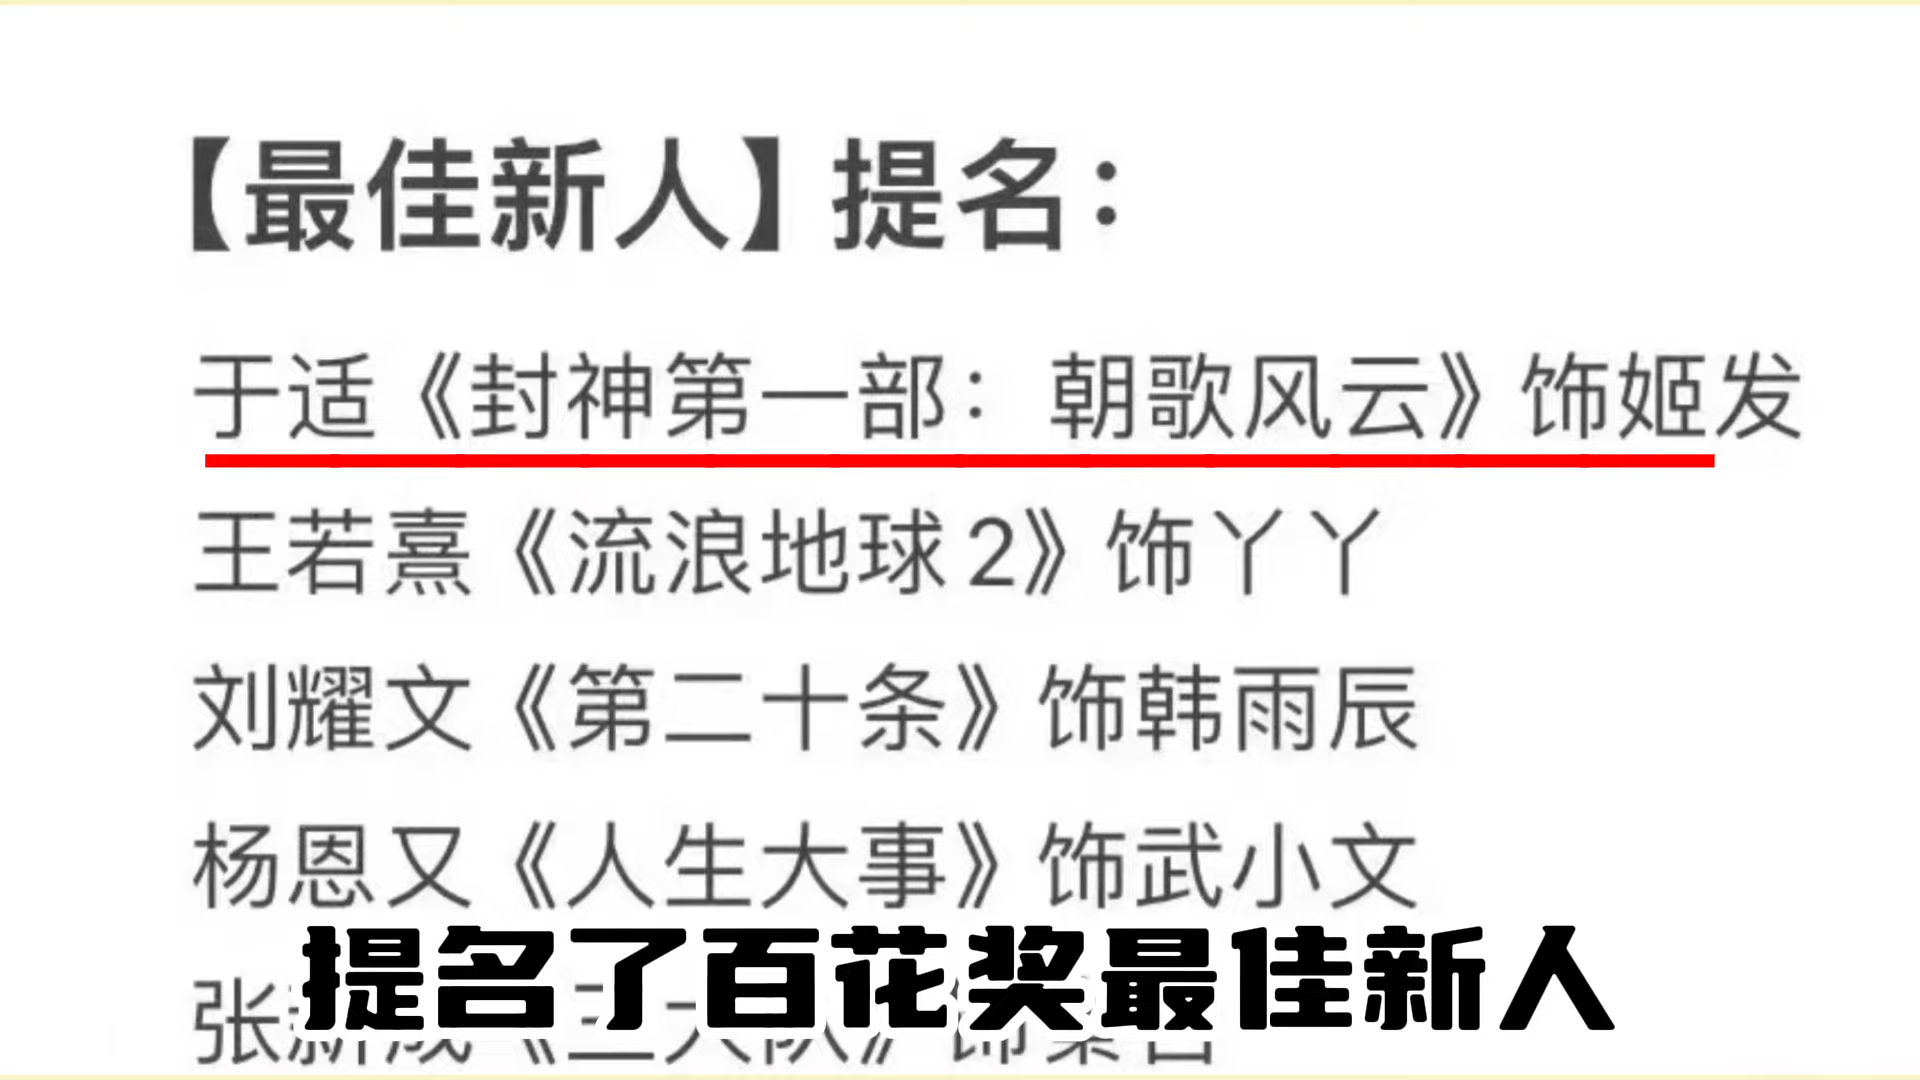 【最佳新人】提名：
于适《封神第一部：朝歌风云》饰姬发
王若熹《流浪地球2》饰丫丫
刘耀文《第二十条》饰韩雨辰
杨恩又《人生大事》饰武小文
提名了百花奖最佳新人
张